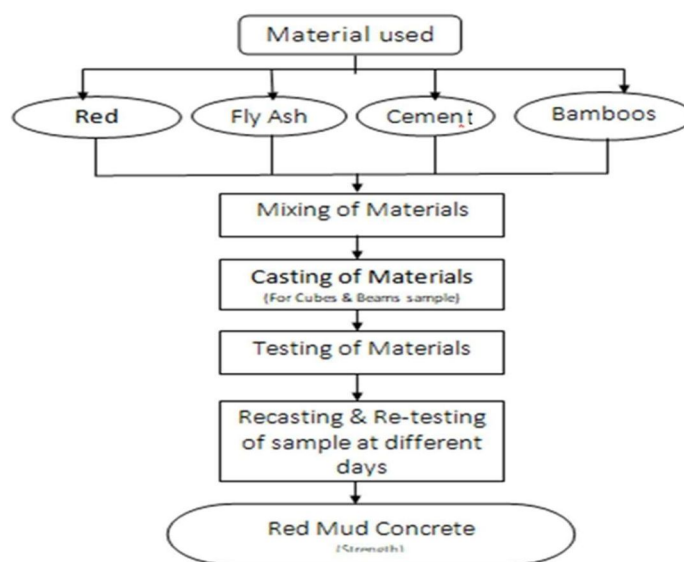 Material used
Red
Fly Ash
Cement
Bamboos
Mixing of Materials
Casting of Materials
(For Cubes & Beams sample)
Testing of Materials
Recasting & Re-testing
of sample at different
days
Red Mud Concrete
(Strength)